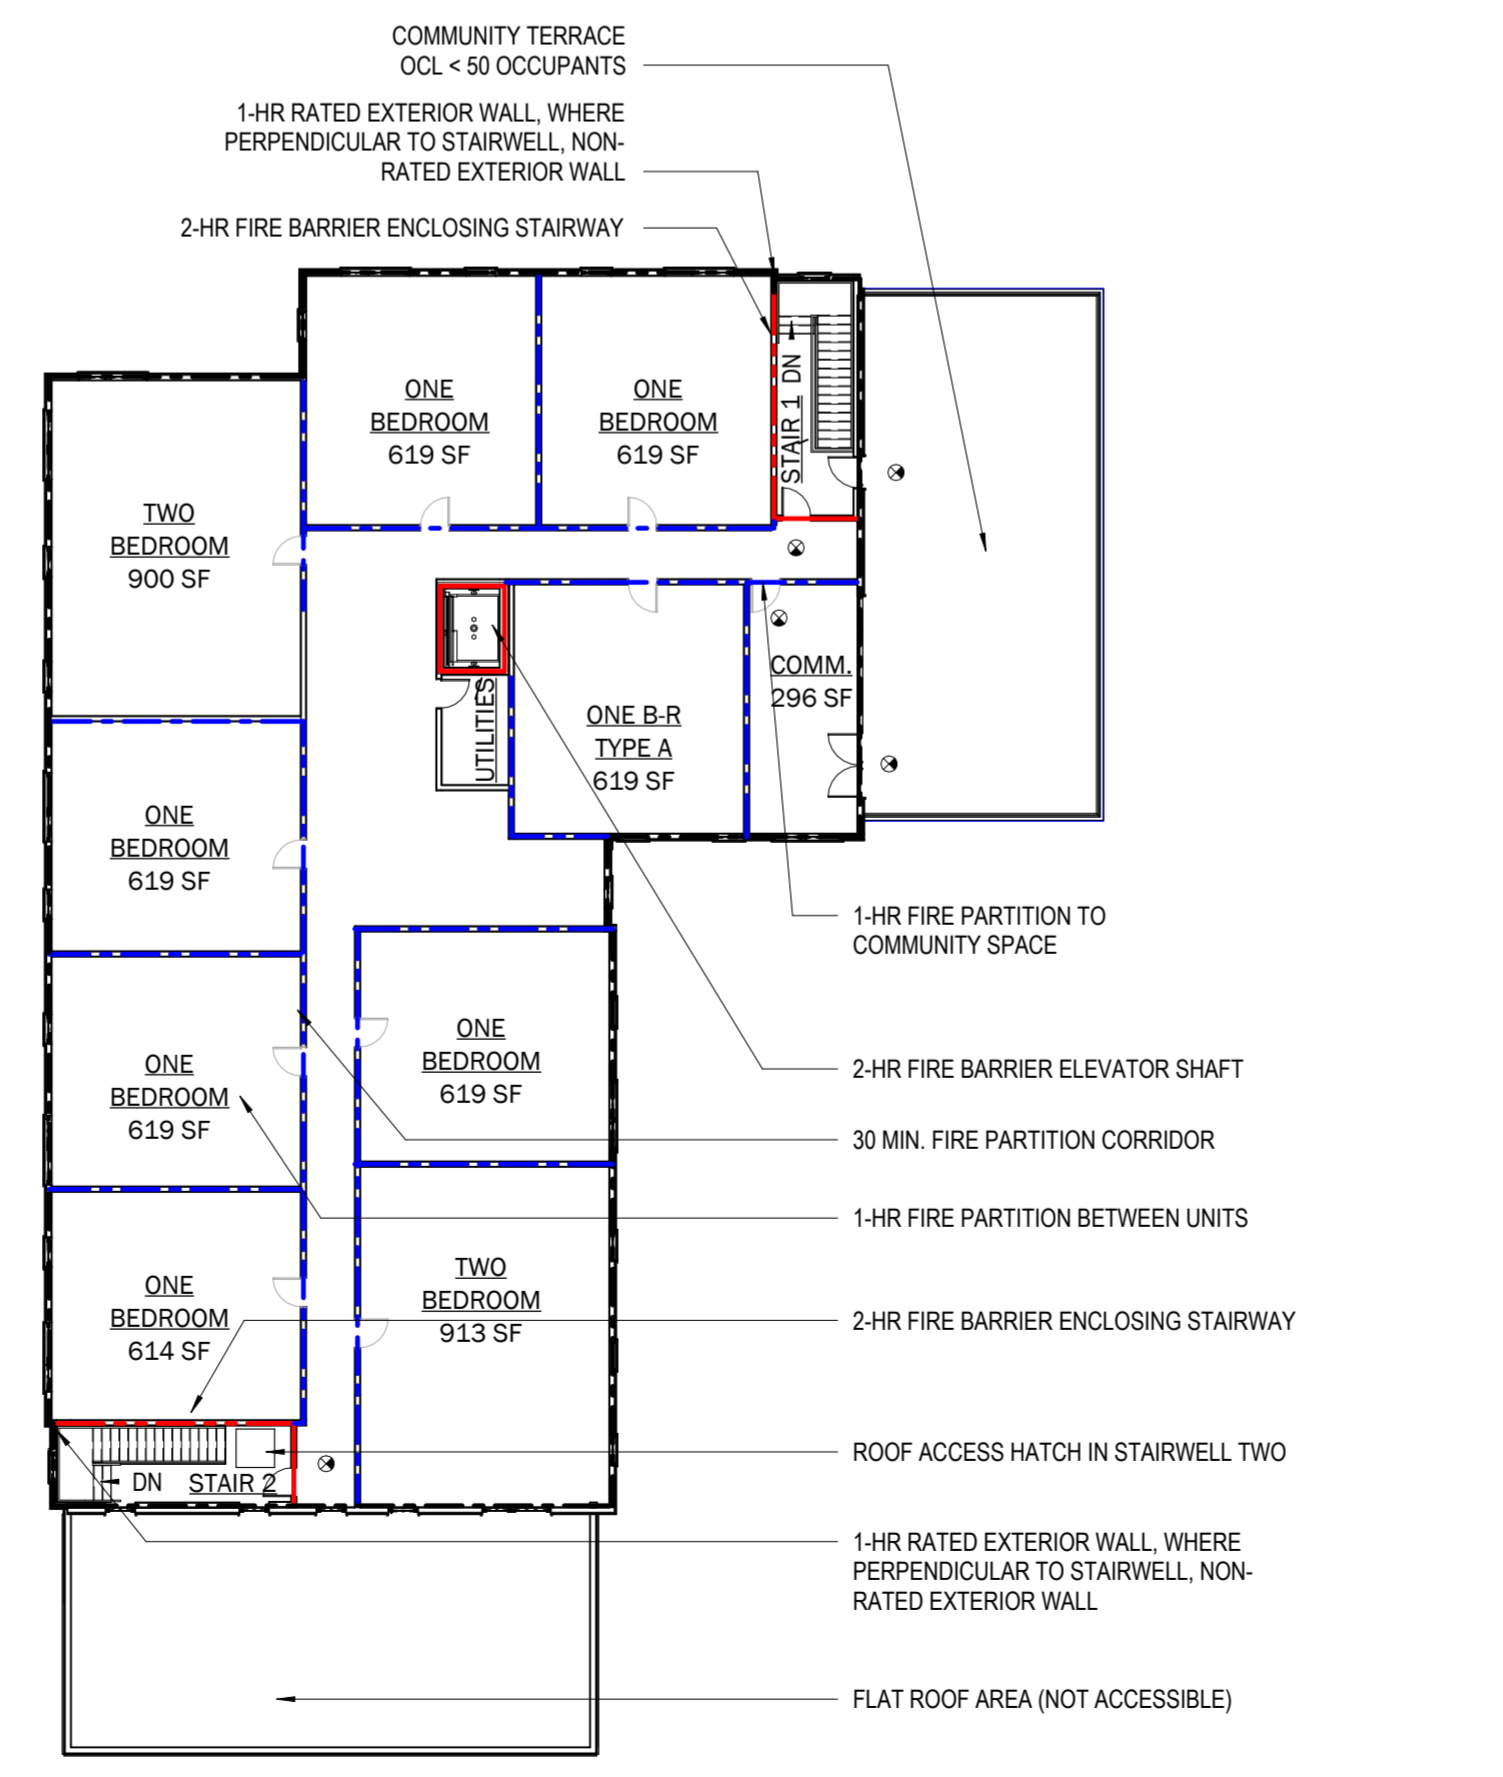 COMMUNITY TERRACE
OCL < 50 OCCUPANTS
1-HR RATED EXTERIOR WALL, WHERE
PERPENDICULAR TO STAIRWELL, NON-
RATED EXTERIOR WALL
2-HR FIRE BARRIER ENCLOSING STAIRWAY
ONE
BEDROOM
619 SF
ONE
BEDROOM
619 SF
STAIR 1 DN
TWO
BEDROOM
900 SF
UTILITIES
ONE B-R
TYPE A
619 SF
COMM.
296 SF
ONE
BEDROOM
619 SF
1-HR FIRE PARTITION TO
COMMUNITY SPACE
ONE
BEDROOM
619 SF
ONE
BEDROOM
619 SF
2-HR FIRE BARRIER ELEVATOR SHAFT
30 MIN. FIRE PARTITION CORRIDOR
1-HR FIRE PARTITION BETWEEN UNITS
ONE
BEDROOM
614 SF
TWO
BEDROOM
913 SF
2-HR FIRE BARRIER ENCLOSING STAIRWAY
ROOF ACCESS HATCH IN STAIRWELL TWO
DN STAIR 2
1-HR RATED EXTERIOR WALL, WHERE
PERPENDICULAR TO STAIRWELL, NON-
RATED EXTERIOR WALL
FLAT ROOF AREA (NOT ACCESSIBLE)